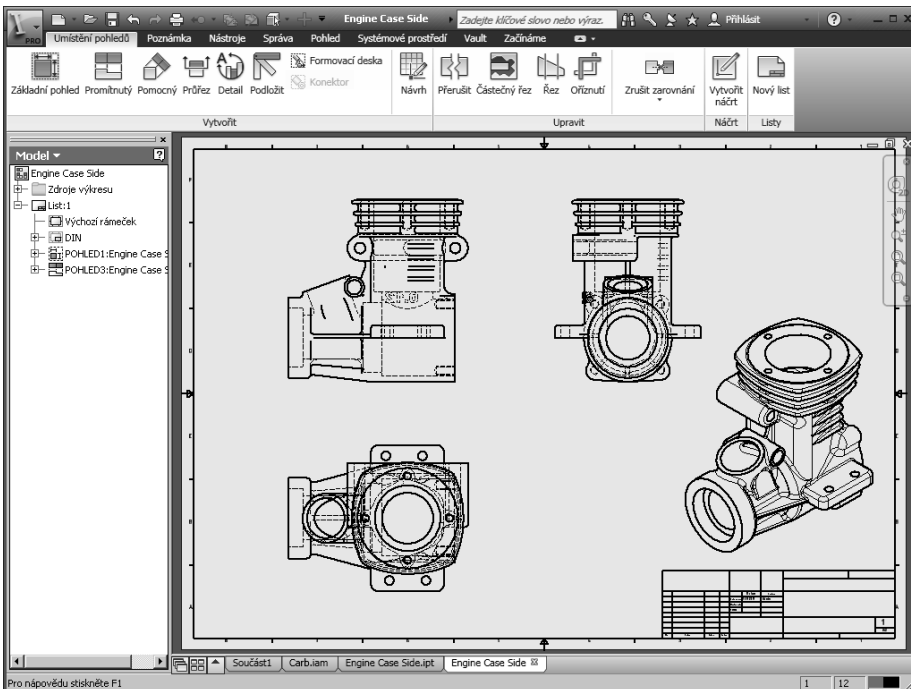 PRO
Engine Case Side
Zadejte klíčové slovo nebo výraz.
Přihlásit
Umístění pohledů Poznámka Nástroje Správa Pohled Systémové prostředí Vault Začínáme
Základní pohled Promítnutý Pomocný Průřez Detail Podložit
Formovací deska
Konektor
Návrh Přerušit Částečný řez Řez Oříznutí Zrušit zarovnání Vytvořit náčrt Nový list
Vytvořit Upravit Náčrt Listy
Model
Engine Case Side
Zdroje výkresu
List:1
Výchozí rámeček
DIN
POHLED1:Engine Case S
POHLED3:Engine Case S
Součást1 Carb.iam Engine Case Side.ipt Engine Case Side
Pro nápovědu stiskněte F1
1 12